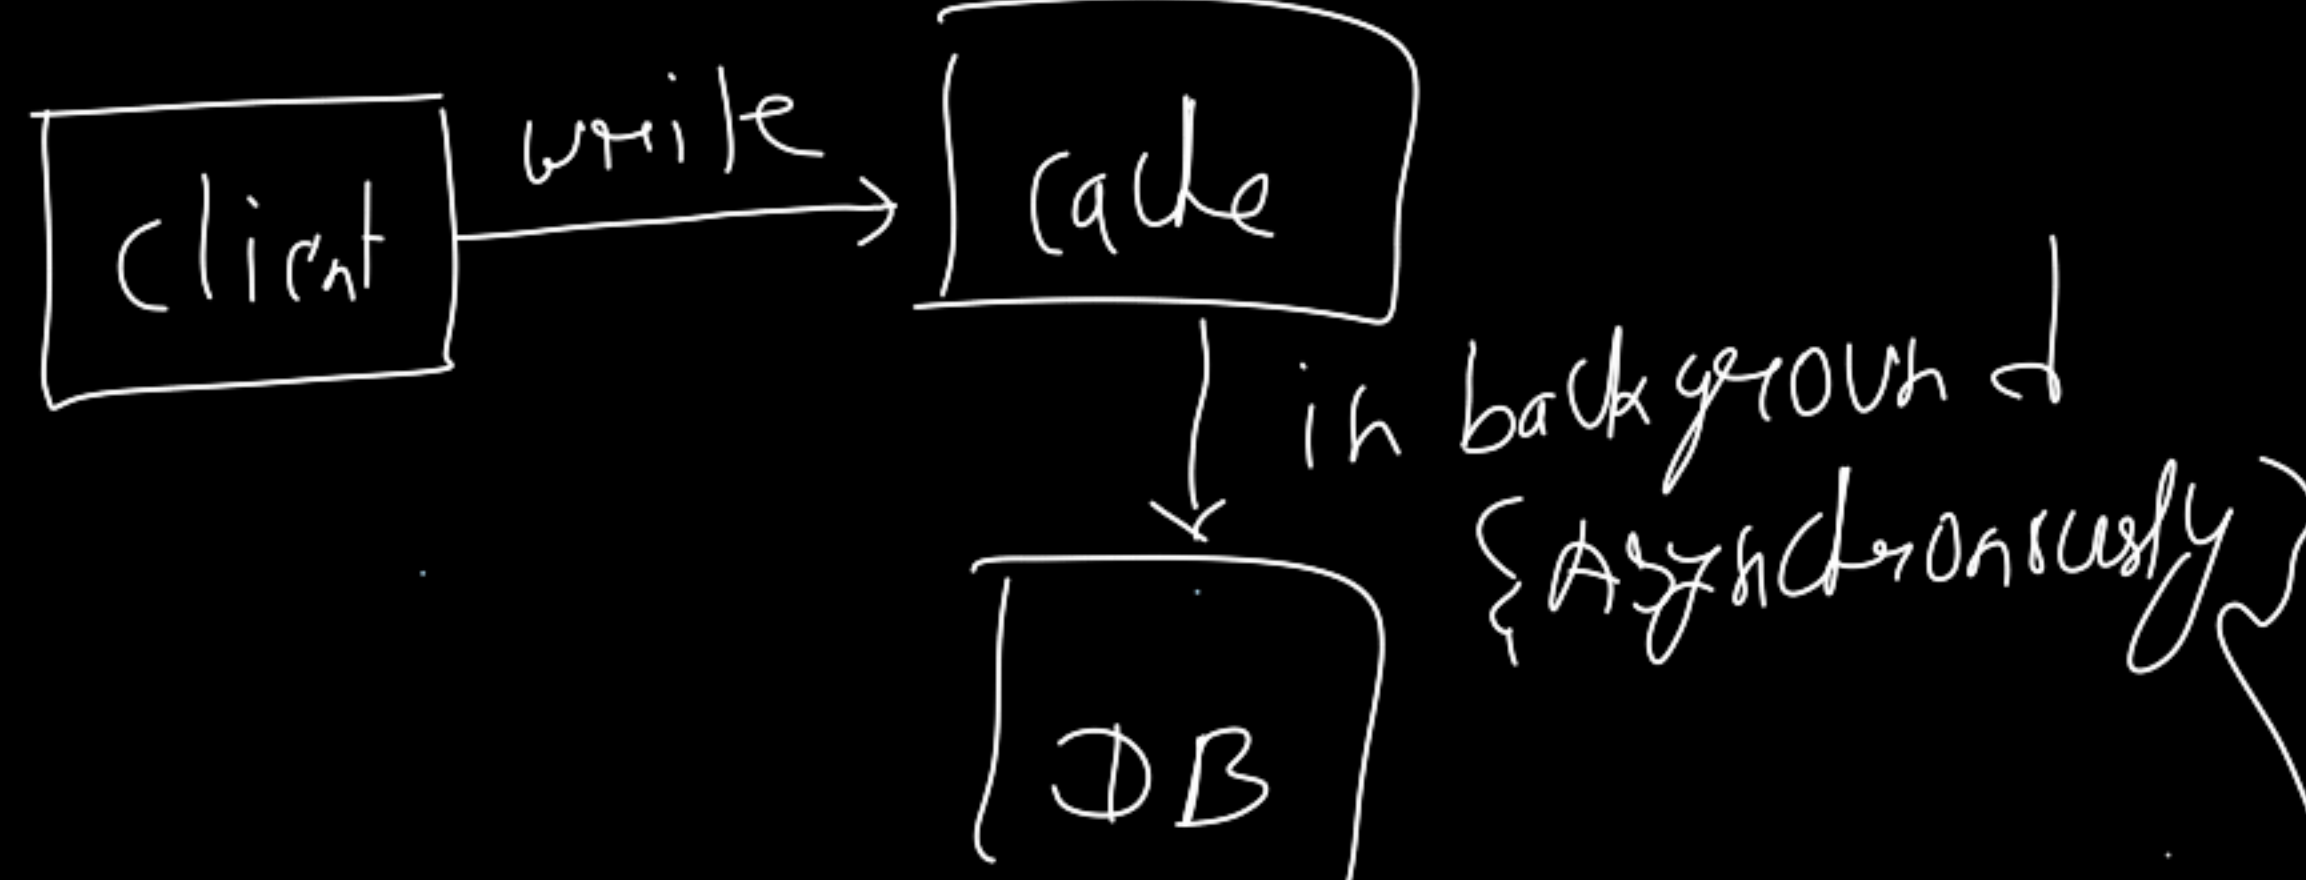 write
Client
Cache
in background
{Asynchronously}
DB